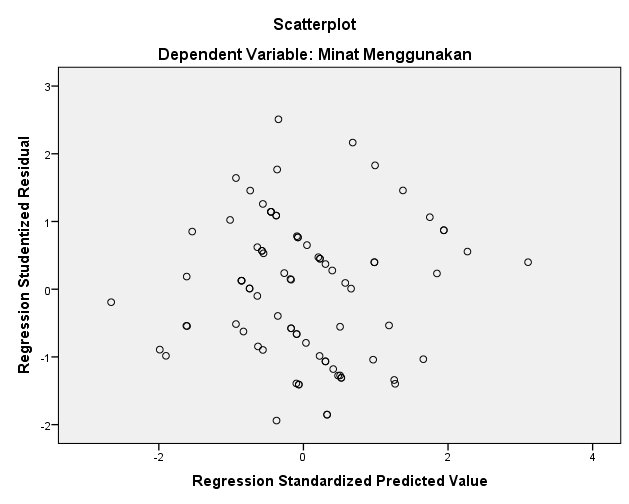 Scatterplot
Dependent Variable: Minat Menggunakan
Regression Studentized Residual
3
2
1
0
-1
-2
-2
0
2
4
Regression Standardized Predicted Value